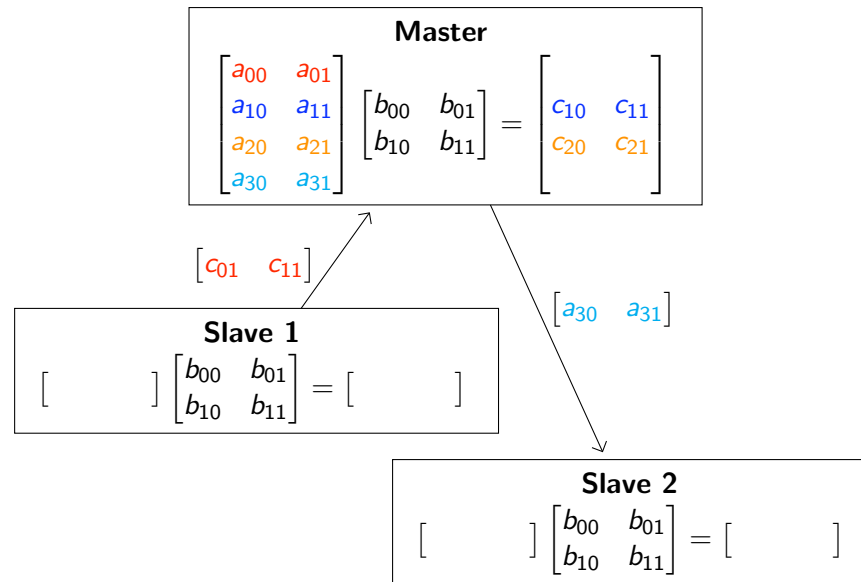 Master
a00 a01
a10 a11 b00 b01 c10 c11
a20 a21 b10 b11 = c20 c21
a30 a31
[c01 c11]
[a30 a31]
Slave 1
[ ] [b00 b01] = [ ]
b10 b11
Slave 2
[ ] [b00 b01] = [ ]
b10 b11